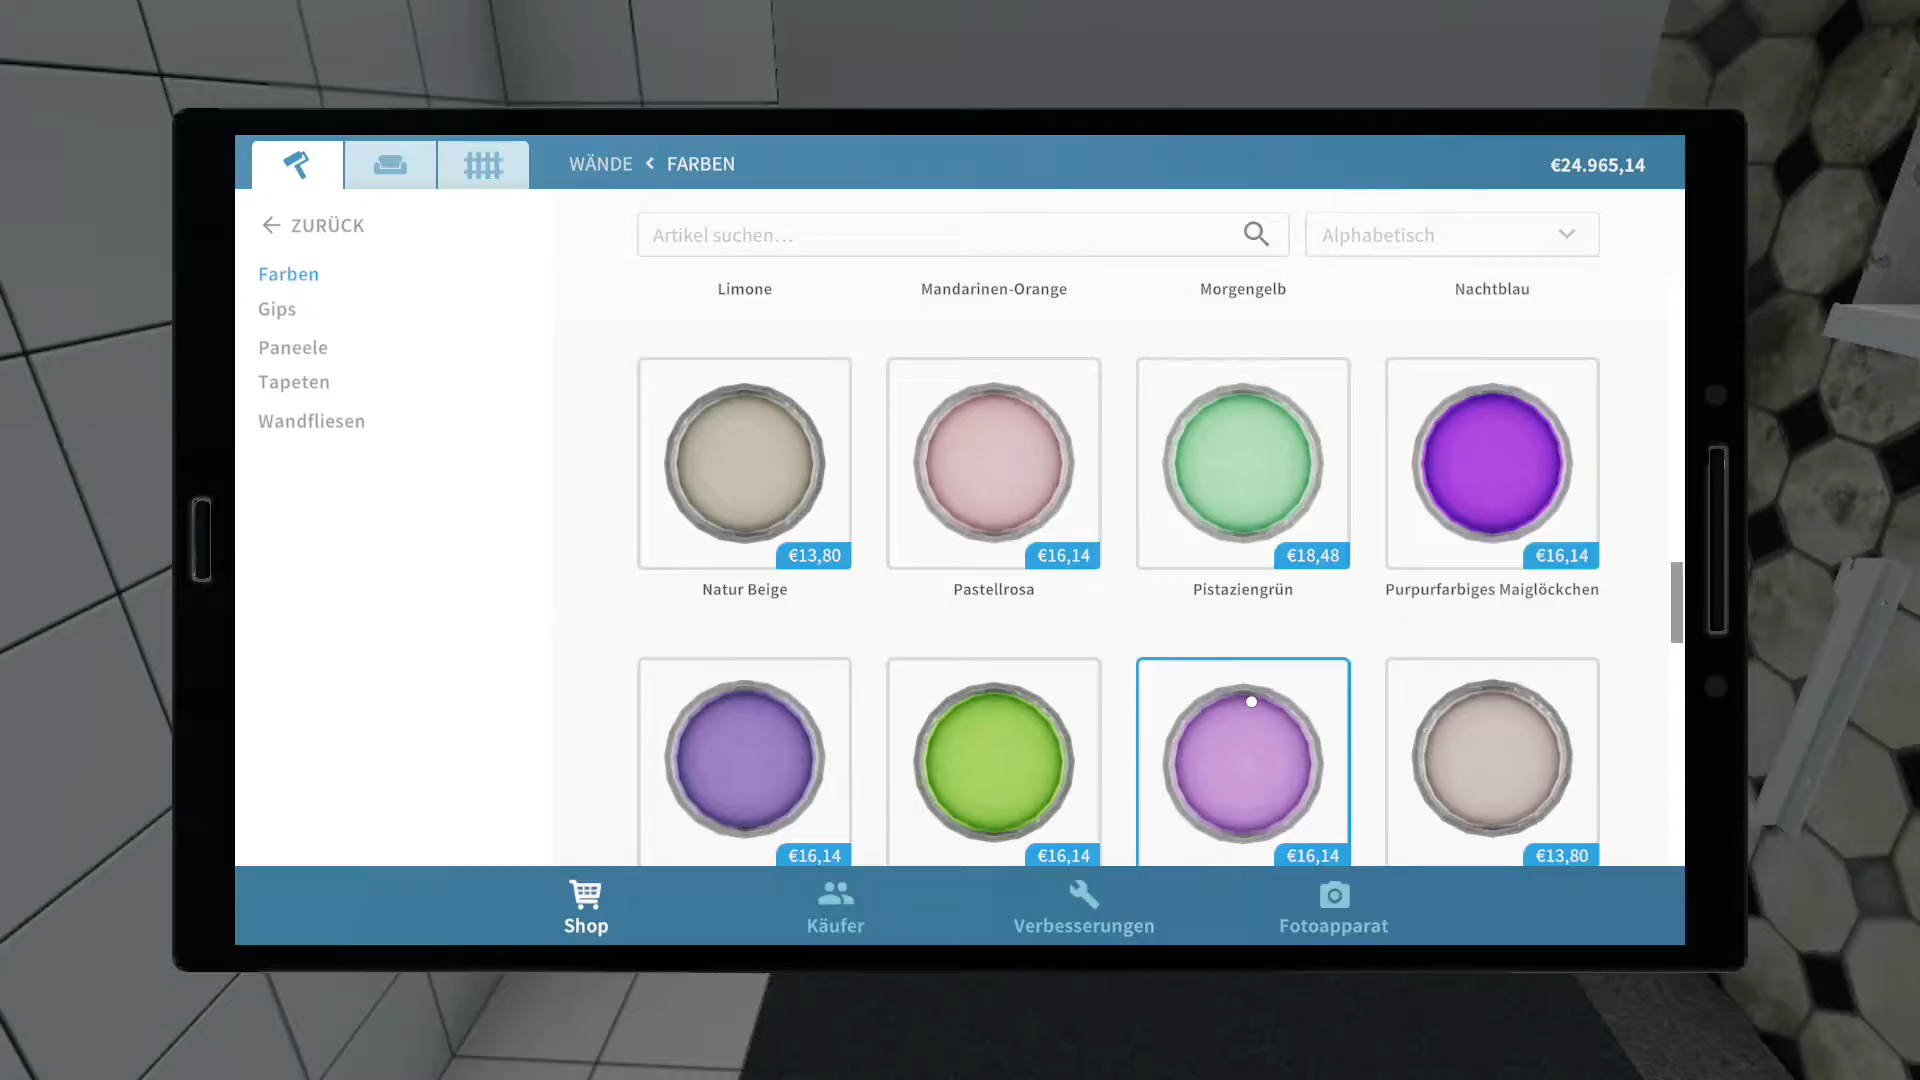 WÄNDE < FARBEN
€24.965,14
ZURÜCK
Artikel suchen...
Alphabetisch
Farben
Gips
Paneele
Tapeten
Wandfliesen
Limone
Mandarinen-Orange
Morgengelb
Nachtblau
€13,80
€16,14
€18,48
€16,14
Natur Beige
Pastellrosa
Pistaziengrün
Purpurfarbiges Maiglöckchen
€16,14
€16,14
€16,14
€13,80
Shop
Käufer
Verbesserungen
Fotoapparat